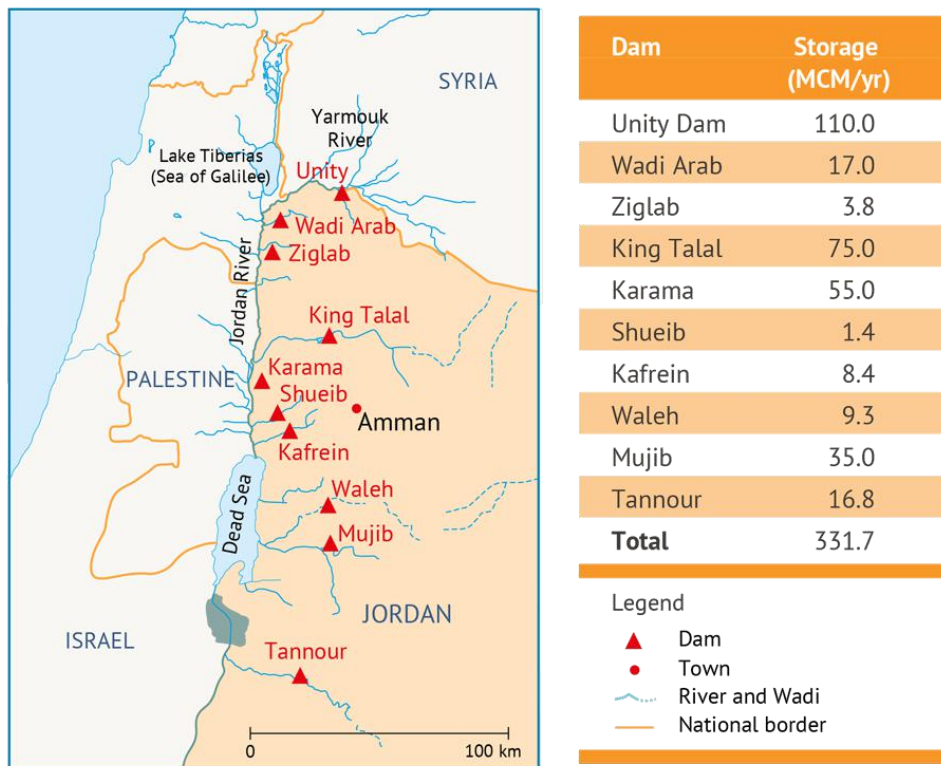 SYRIA
Yarmouk
River
Lake Tiberias
(Sea of Galilee)
Unity
Wadi Arab
Ziglab
Jordan River
King Talal
Karama
PALESTINE
Shueib
Amman
Kafrein
Waleh
Dead Sea
Mujib
JORDAN
ISRAEL
Tannour
0
100 km
Dam Storage
(MCM/yr)
Unity Dam 110.0
Wadi Arab 17.0
Ziglab 3.8
King Talal 75.0
Karama 55.0
Shueib 1.4
Kafrein 8.4
Waleh 9.3
Mujib 35.0
Tannour 16.8
Total 331.7
Legend
Dam
Town
River and Wadi
National border